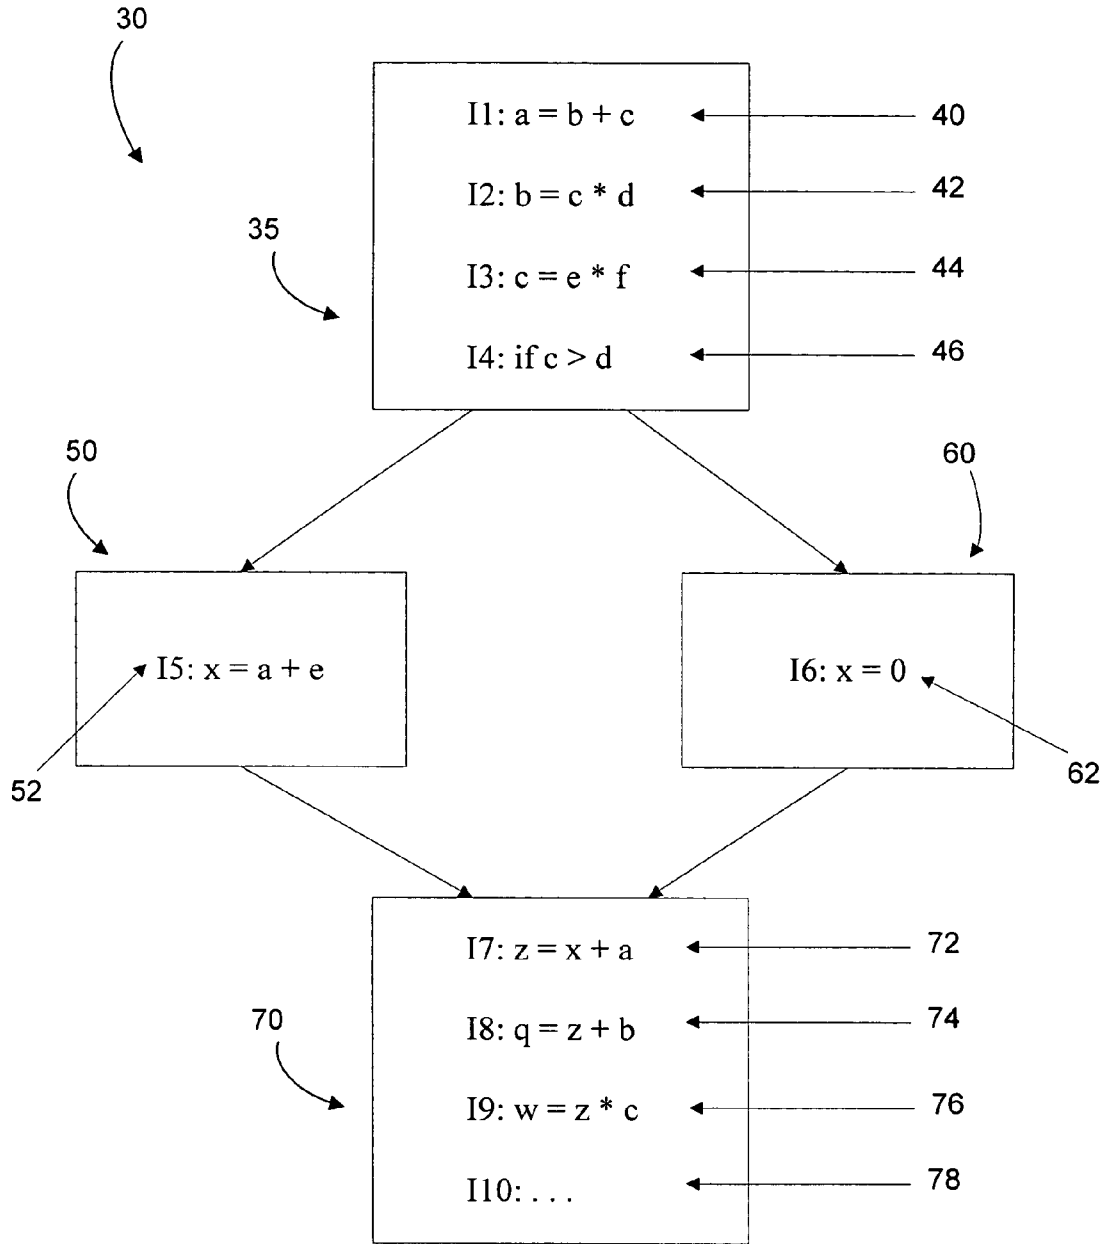 30
I1: a = b + c
40
I2: b = c * d
42
35
I3: c = e * f
44
I4: if c > d
46
50
60
I5: x = a + e
I6: x = 0
52
62
I7: z = x + a
72
70
I8: q = z + b
74
I9: w = z * c
76
I10: . . .
78